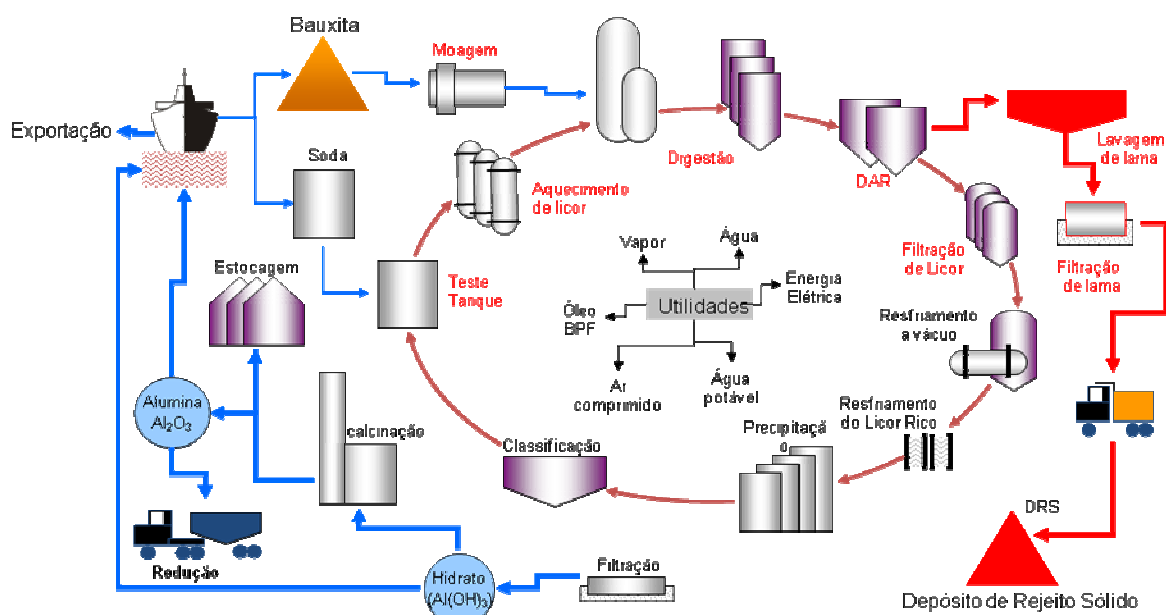 Bauxita
Moagem
Exportação
Soda
Aquecimento
de licor
Drgestão
DAR
Lavagem
de lama
Filtração
de Licor
Filtração
de lama
Estocagem
Teste
Tanque
Vapor
Água
Óleo
BPF
Utilidades
Energia
Elétrica
Ar
comprimido
Água
potável
Resfriamento
a vácuo
Resfriamento
do Licor Rico
Precipitaçã
o
Classificação
Alumina
Al₂O₃
calcinação
Redução
Hidrato
(Al(OH)₃)
Filtração
DRS
Depósito de Rejeito Sólido